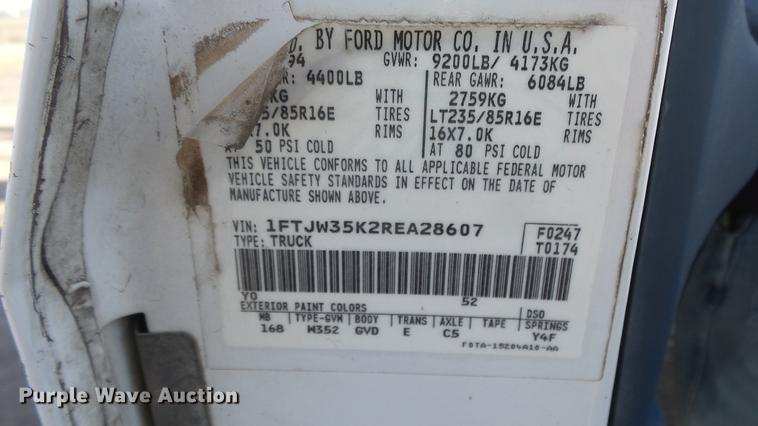 D. BY FORD MOTOR CO. IN U.S.A.
94 GVWR: 9200LB/ 4173KG
4400LB REAR GAWR: 6084LB
KG WITH 2759KG WITH
/85R16E TIRES LT235/85R16E TIRES
7.0K RIMS 16X7.0K RIMS
50 PSI COLD AT 80 PSI COLD
THIS VEHICLE CONFORMS TO ALL APPLICABLE FEDERAL MOTOR
VEHICLE SAFETY STANDARDS IN EFFECT ON THE DATE OF
MANUFACTURE SHOWN ABOVE.
VIN: 1FTJW35K2REA28607 F0247
TYPE: TRUCK T0174
YO 52
EXTERIOR PAINT COLORS DSO
WB TYPE-GVM BODY TRANS AXLE TAPE SPRINGS
168 W352 GVD E C5 Y4F
F0TA-15204A10-AA
Purple Wave Auction